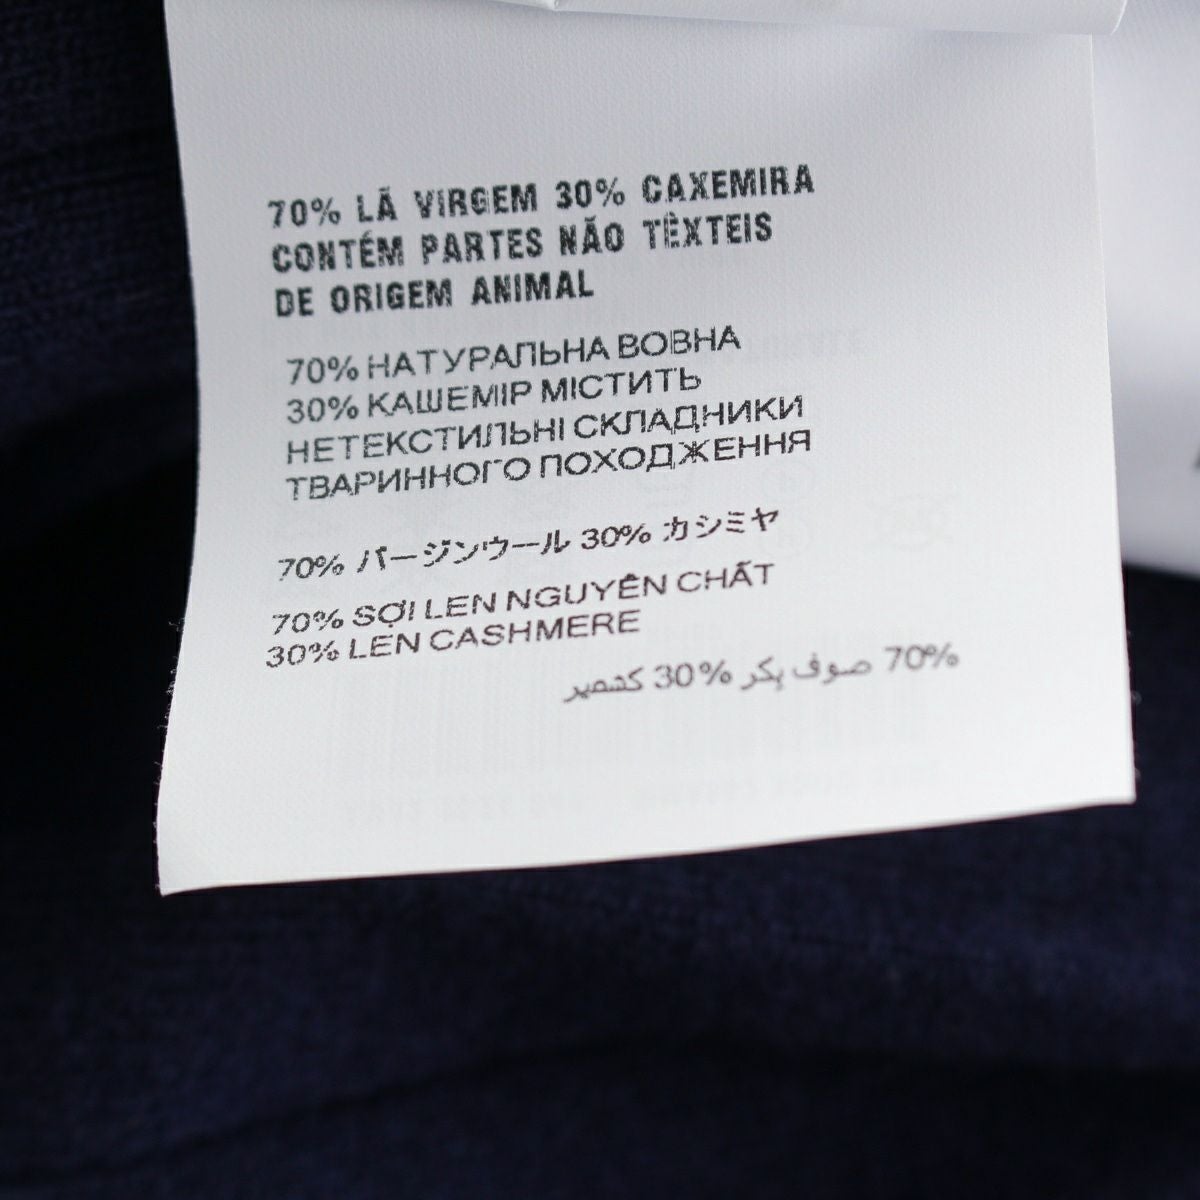 70% LÃ VIRGEM 30% CAXEMIRA
CONTÉM PARTES NÃO TÊXTEIS
DE ORIGEM ANIMAL
70% НАТУРАЛЬНА ВОВНА
30% КАШЕМІР МІСТИТЬ
НЕТЕКСТИЛЬНІ СКЛАДНИКИ
ТВАРИННОГО ПОХОДЖЕННЯ
70% バージンウール 30% カシミヤ
70% SỢI LEN NGUYÊN CHẤT
30% LEN CASHMERE
70% صوف بكر 30% كشمير